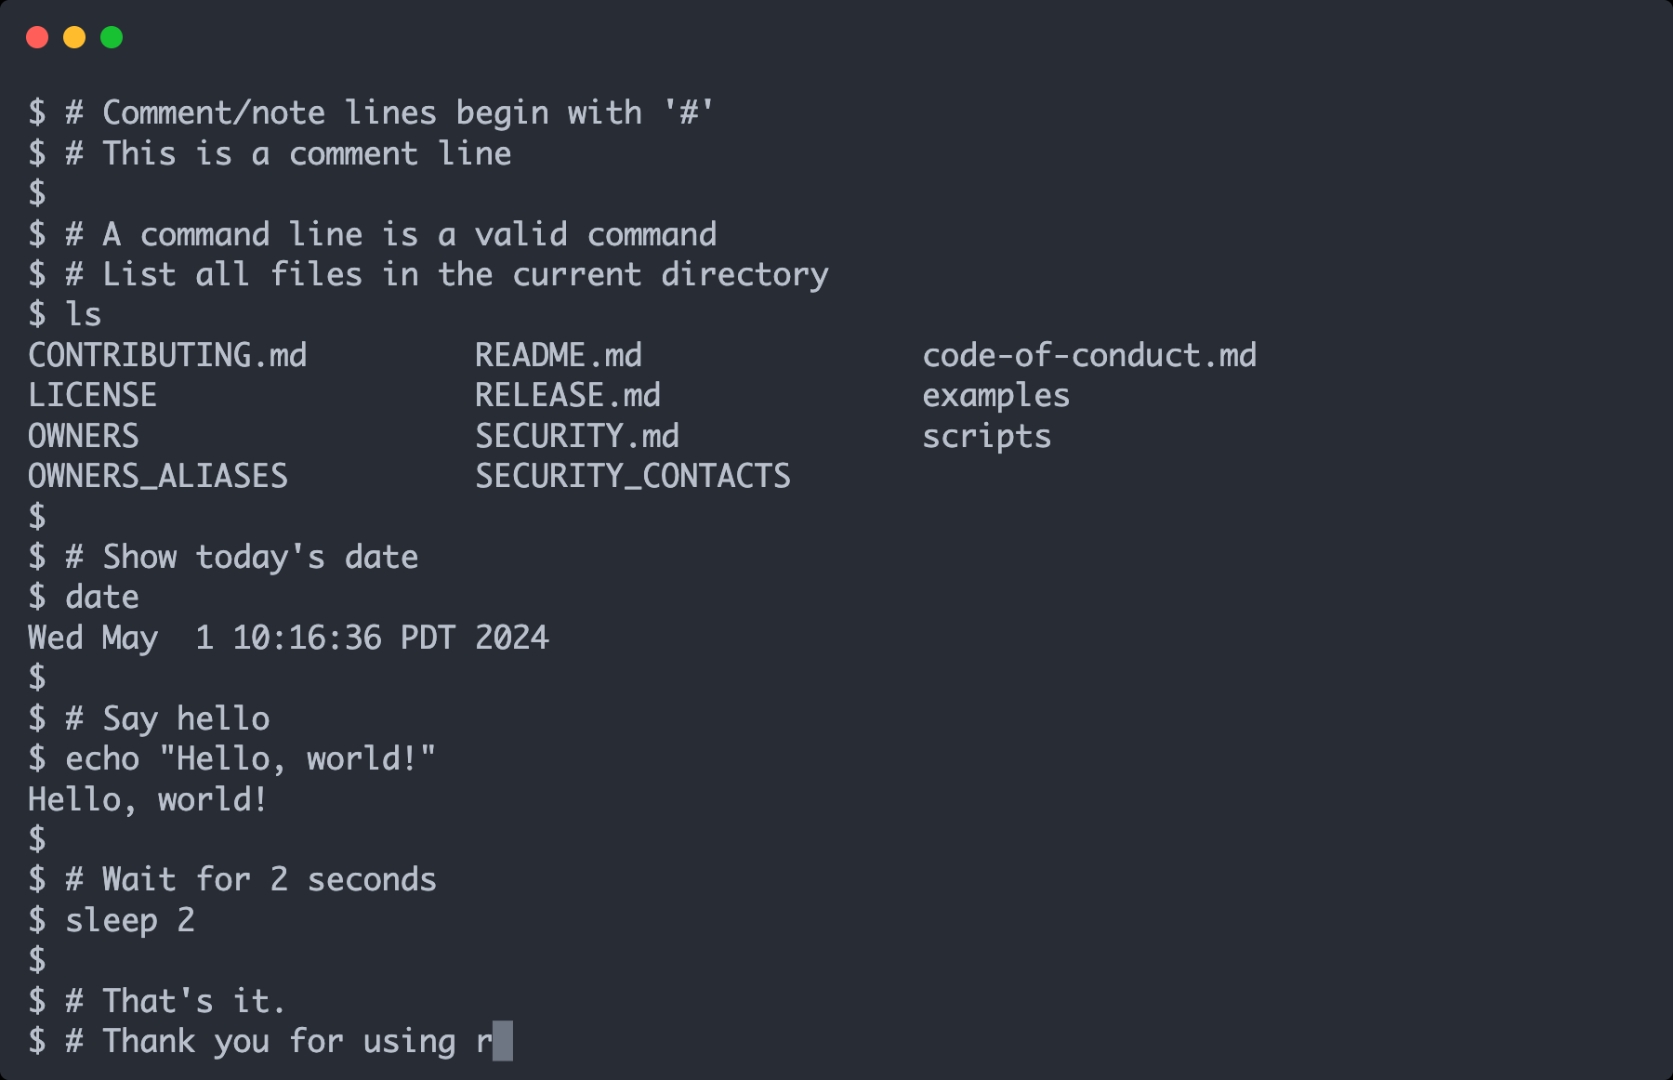 $ # Comment/note lines begin with '#'
$ # This is a comment line
$
$ # A command line is a valid command
$ # List all files in the current directory
$ ls
CONTRIBUTING.md         README.md               code-of-conduct.md
LICENSE                 RELEASE.md              examples
OWNERS                  SECURITY.md             scripts
OWNERS_ALIASES          SECURITY_CONTACTS
$
$ # Show today's date
$ date
Wed May  1 10:16:36 PDT 2024
$
$ # Say hello
$ echo "Hello, world!"
Hello, world!
$
$ # Wait for 2 seconds
$ sleep 2
$
$ # That's it.
$ # Thank you for using r